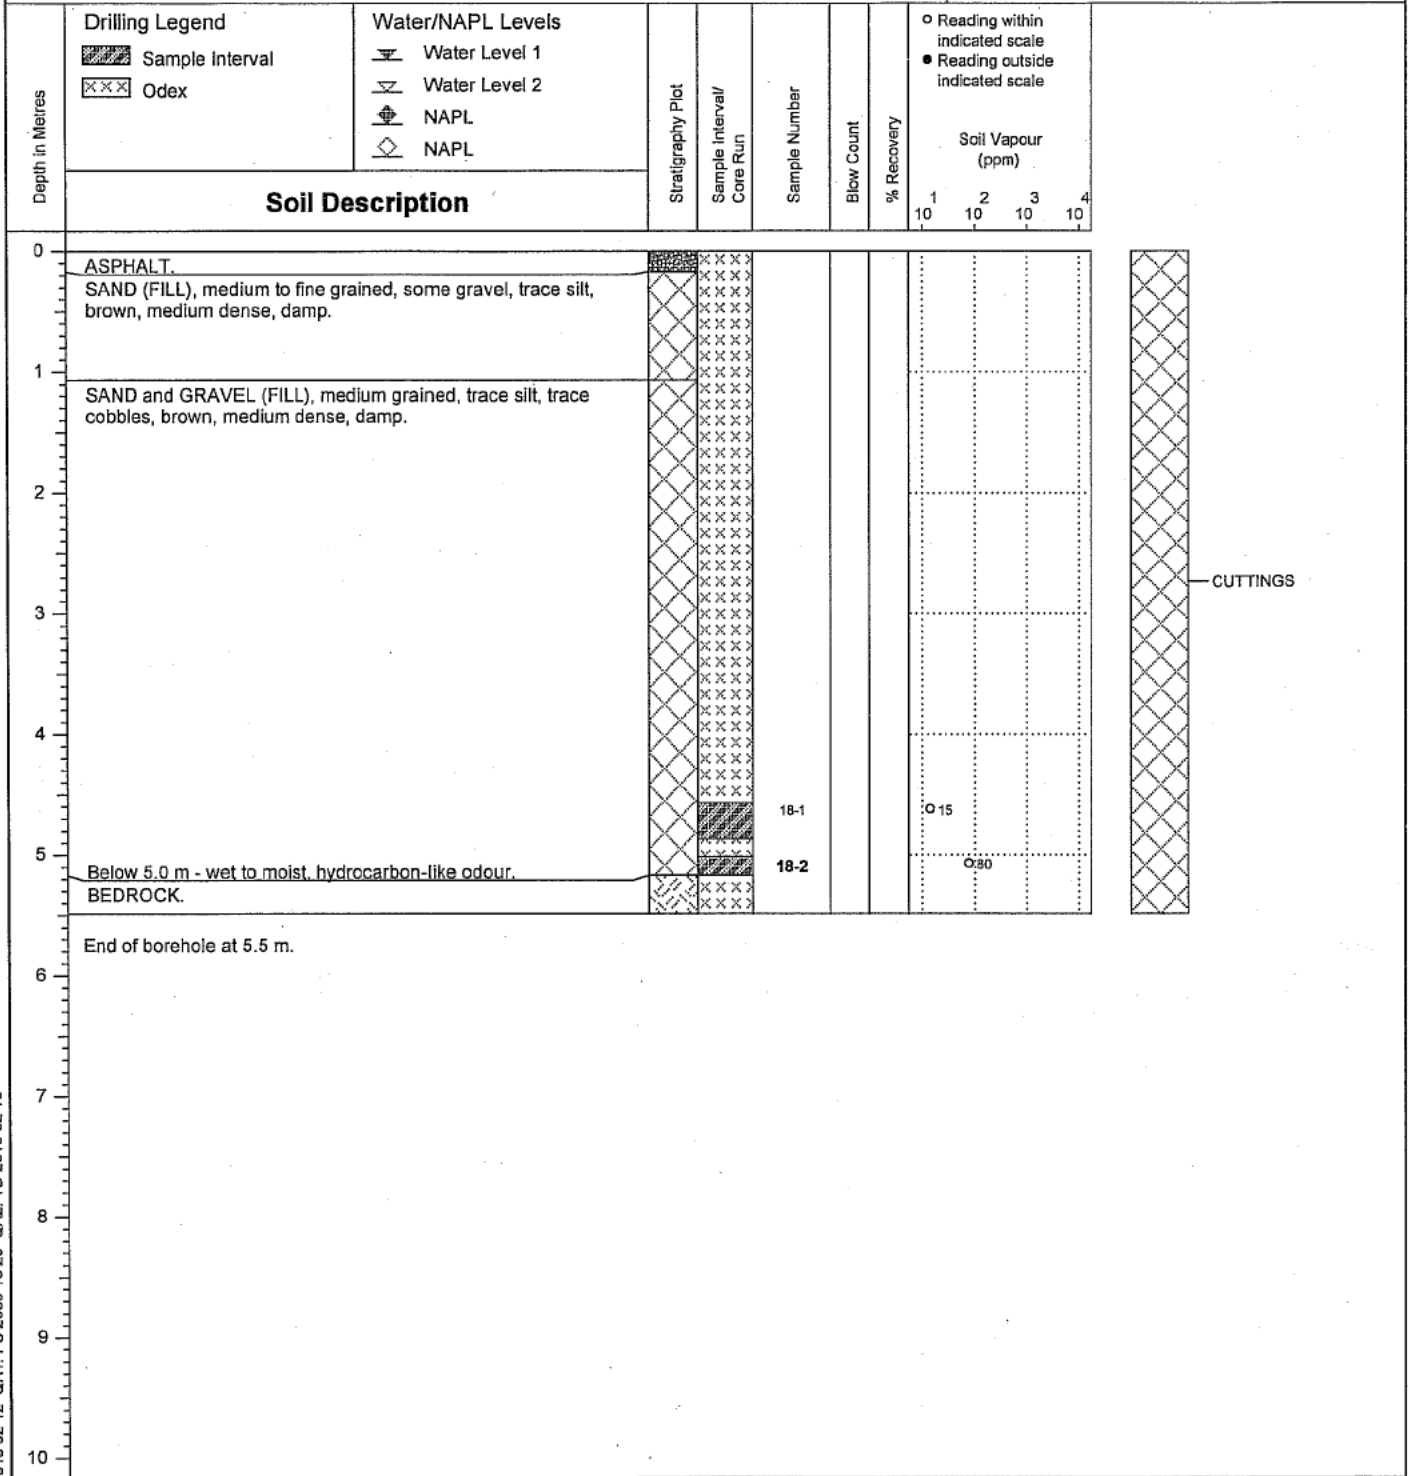 Drilling Legend
Sample Interval
Odex
Water/NAPL Levels
Water Level 1
Water Level 2
NAPL
NAPL
Depth in Metres
Soil Description
Stratigraphy Plot
Sample Interval/
Core Run
Sample Number
Blow Count
% Recovery
Reading within
indicated scale
Reading outside
indicated scale
Soil Vapour
(ppm)
10^1 10^2 10^3 10^4
0
ASPHALT.
SAND (FILL), medium to fine grained, some gravel, trace silt,
brown, medium dense, damp.
1
SAND and GRAVEL (FILL), medium grained, trace silt, trace
cobbles, brown, medium dense, damp.
2
CUTTINGS
3
4
18-1 15
5
Below 5.0 m - wet to moist, hydrocarbon-like odour.
18-2 80
BEDROCK.
End of borehole at 5.5 m.
6
7
8
9
10